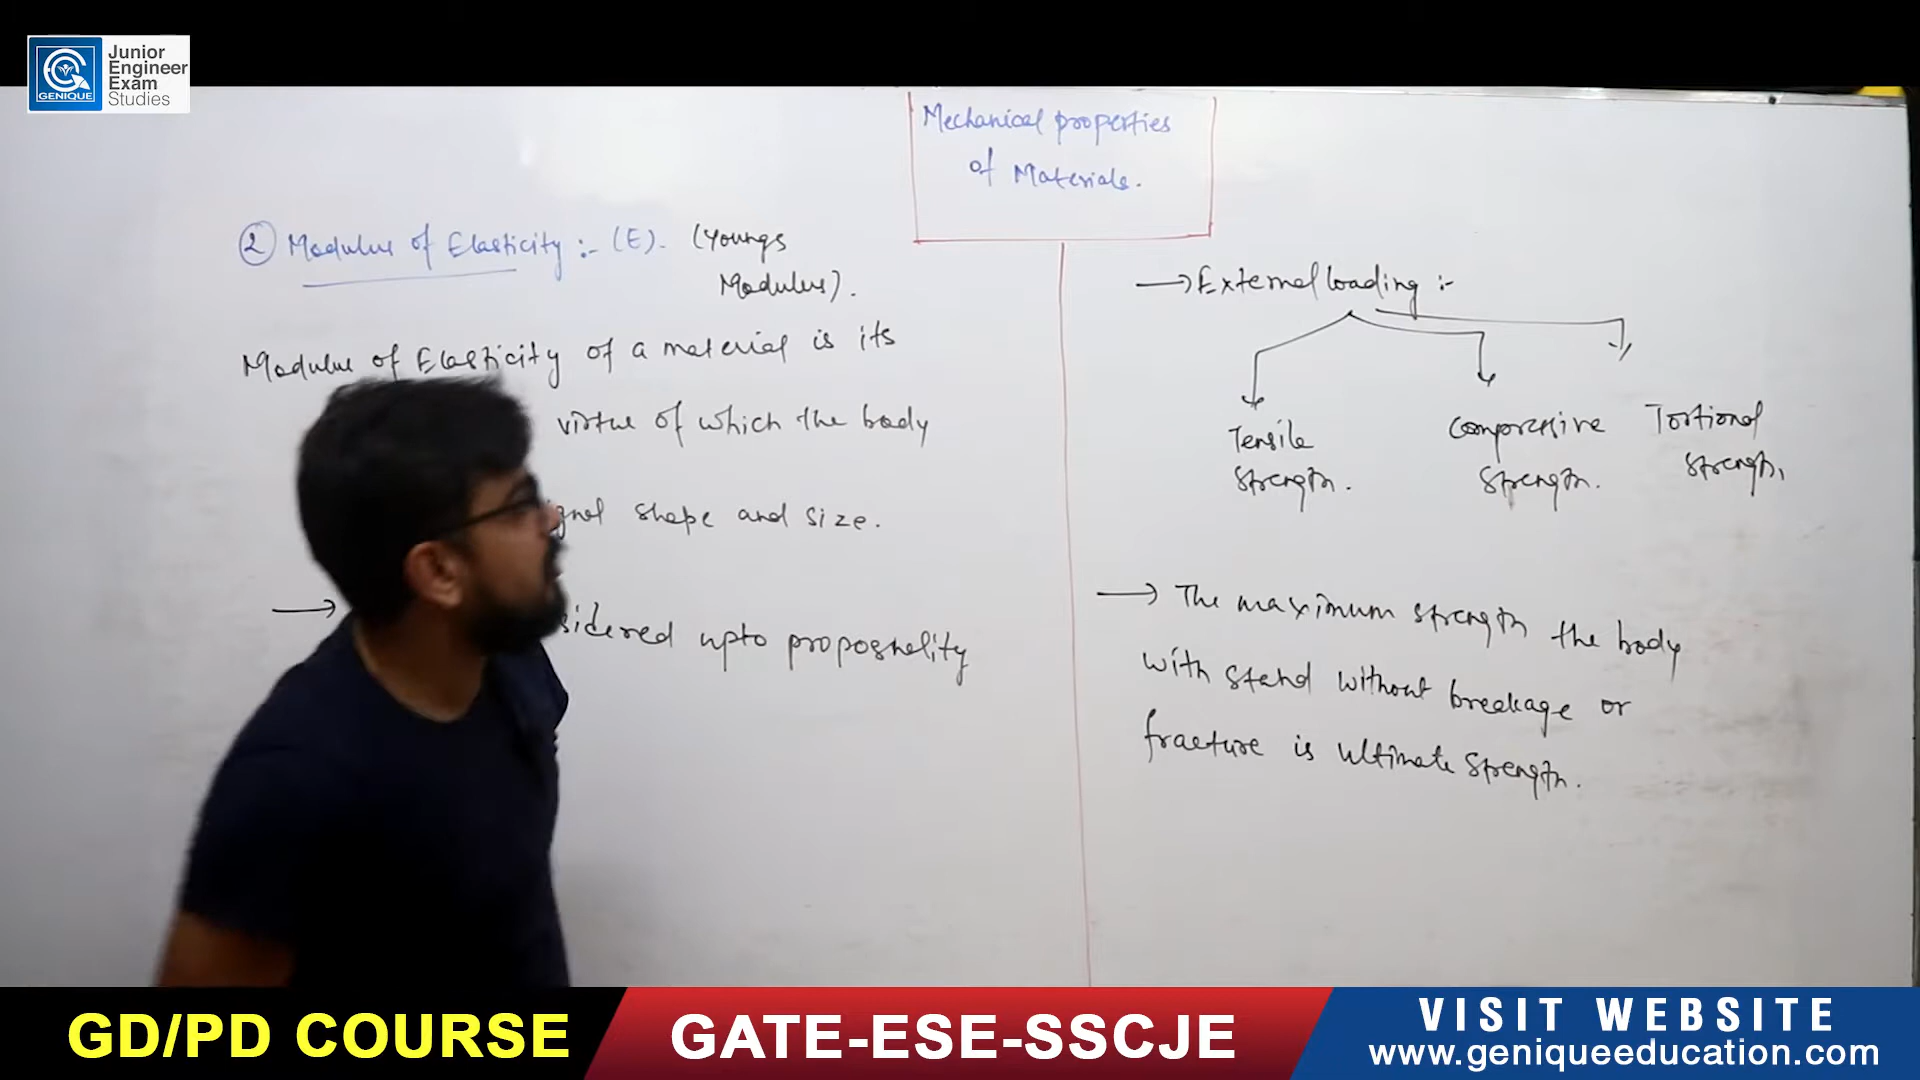 Junior
Engineer
Exam
Studies
GENIQUE
Mechanical properties
of Materials.
② Modulus of Elasticity :- (E). (Youngs
Modulus).
Modulus of Elasticity of a material is its
virtue of which the body
ignal shape and size.
→
sidered upto proposnality
→ External loading :-
Tensile
Strength.
Compressive
Strength.
Tortional
Strength,
→ The maximum strength the body
with stand without breakage or
fracture is ultimate strength.
GD/PD COURSE
GATE-ESE-SSCJE
VISIT WEBSITE
www.geniqueeducation.com